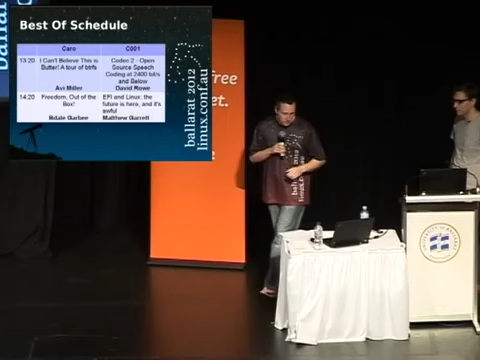 Best Of Schedule
Caro C001
13:20 I Can't Believe This is Codec 2 - Open
Butter! A tour of btrfs Source Speech
Coding at 2400 bit/s
and Below
Avi Miller David Rowe
14:20 Freedom, Out of the EFI and Linux: the
Box! future is here, and it's
awful
Bdale Garbee Matthew Garrett
ballarat 2012
linux.conf.au
free
et.